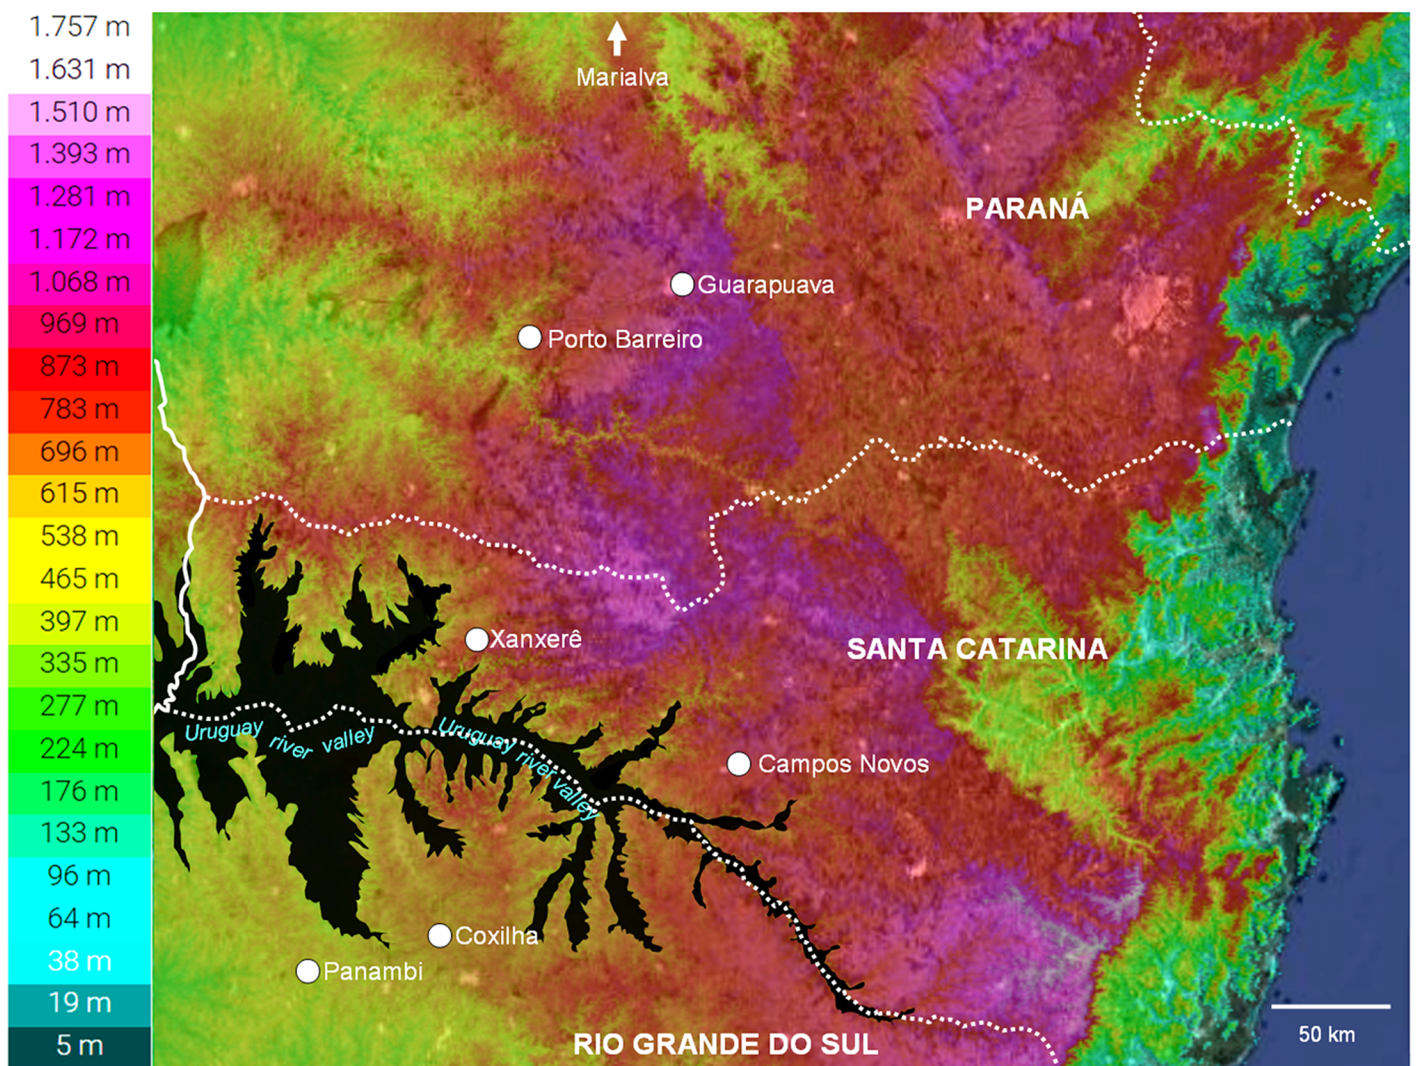 1.757 m
1.631 m
1.510 m
1.393 m
1.281 m
1.172 m
1.068 m
969 m
873 m
783 m
696 m
615 m
538 m
465 m
397 m
335 m
277 m
224 m
176 m
133 m
96 m
64 m
38 m
19 m
5 m
Marialva
PARANÁ
Guarapuava
Porto Barreiro
Xanxerê
SANTA CATARINA
Uruguay river valley
Uruguay river valley
Campos Novos
Coxilha
Panambi
RIO GRANDE DO SUL
50 km